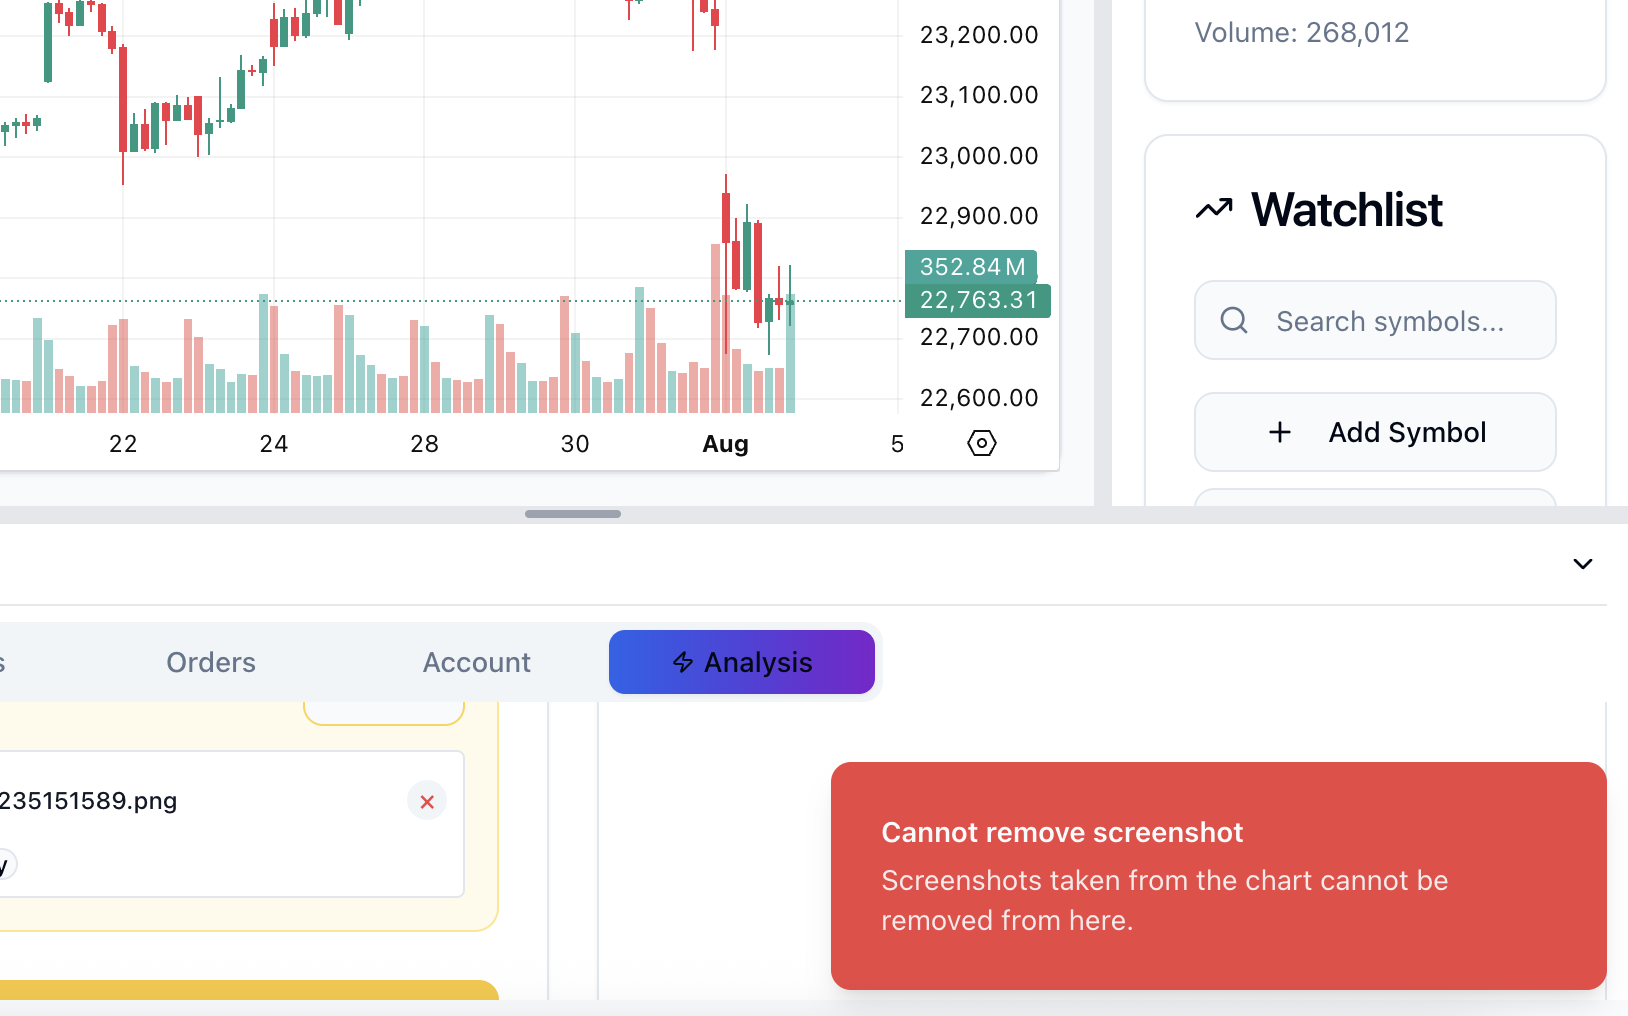 23,200.00
23,100.00
23,000.00
22,900.00
352.84 M
22,763.31
22,700.00
22,600.00
22 24 28 30 Aug 5
Volume: 268,012
Watchlist
Search symbols...
Add Symbol
s Orders Account Analysis
235151589.png
y
Cannot remove screenshot
Screenshots taken from the chart cannot be
removed from here.